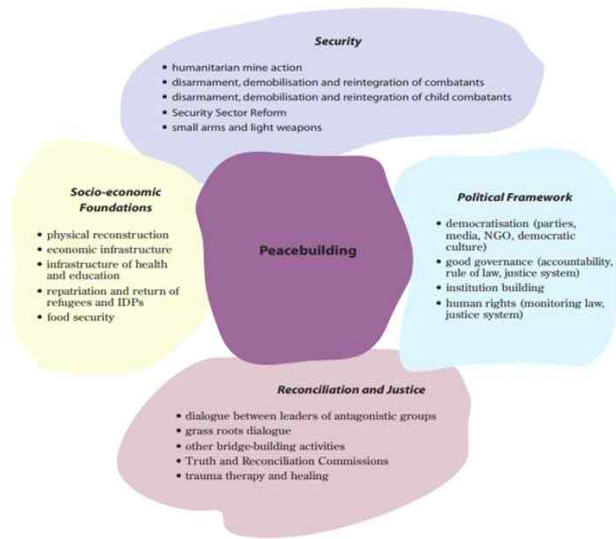 Security
• humanitarian mine action
• disarmament, demobilisation and reintegration of combatants
• disarmament, demobilisation and reintegration of child combatants
• Security Sector Reform
• small arms and light weapons
Socio-economic
Foundations
• physical reconstruction
• economic infrastructure
• infrastructure of health
and education
• repatriation and return of
refugees and IDPs
• food security
Peacebuilding
Political Framework
• democratisation (parties,
media, NGO, democratic
culture)
• good governance (accountability,
rule of law, justice system)
• institution building
• human rights (monitoring law,
justice system)
Reconciliation and Justice
• dialogue between leaders of antagonistic groups
• grass roots dialogue
• other bridge-building activities
• Truth and Reconciliation Commissions
• trauma therapy and healing